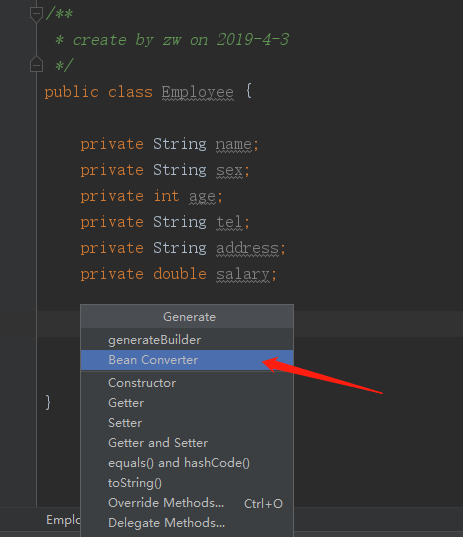 /**
* create by zw on 2019-4-3
*/
public class Employee {
private String name;
private String sex;
private int age;
private String tel;
private String address;
private double salary;
Generate
generateBuilder
Bean Converter
Constructor
Getter
Setter
Getter and Setter
equals() and hashCode()
toString()
Override Methods... Ctrl+O
Delegate Methods...
}
Emplo